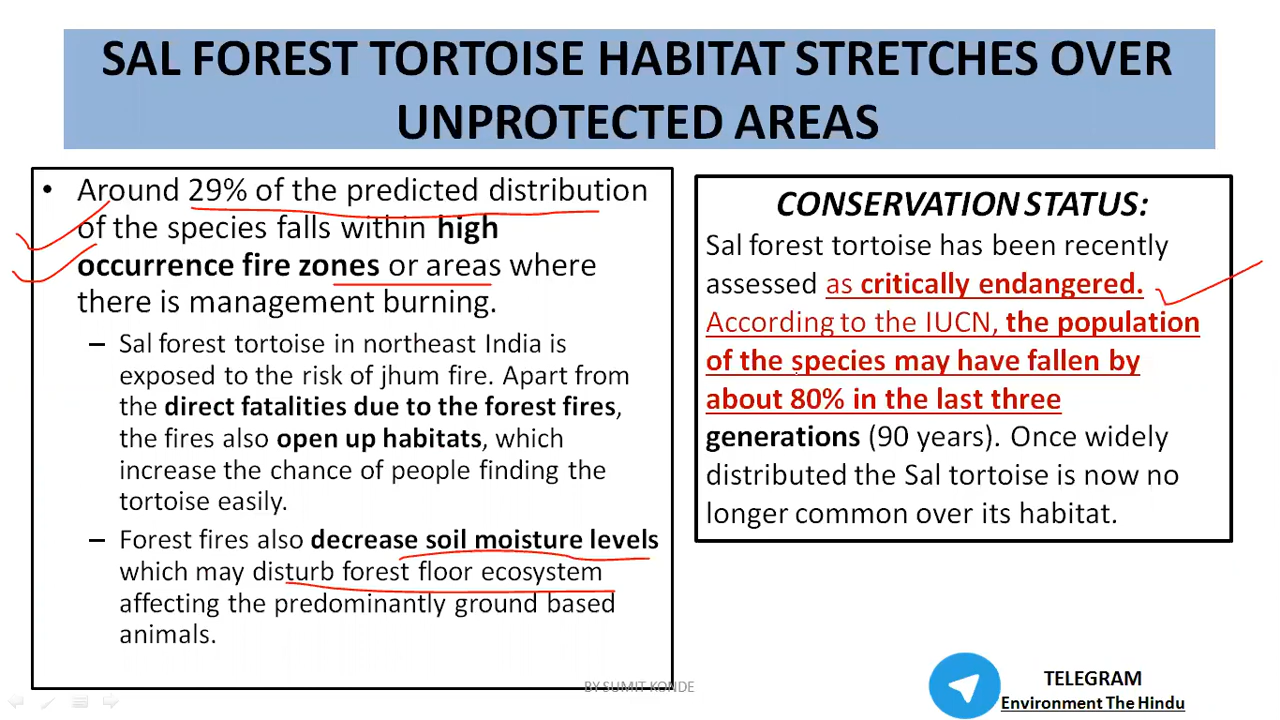 SAL FOREST TORTOISE HABITAT STRETCHES OVER
UNPROTECTED AREAS
• Around 29% of the predicted distribution
of the species falls within high
occurrence fire zones or areas where
there is management burning.
– Sal forest tortoise in northeast India is
exposed to the risk of jhum fire. Apart from
the direct fatalities due to the forest fires,
the fires also open up habitats, which
increase the chance of people finding the
tortoise easily.
– Forest fires also decrease soil moisture levels
which may disturb forest floor ecosystem
affecting the predominantly ground based
animals.
CONSERVATION STATUS:
Sal forest tortoise has been recently
assessed as critically endangered.
According to the IUCN, the population
of the species may have fallen by
about 80% in the last three
generations (90 years). Once widely
distributed the Sal tortoise is now no
longer common over its habitat.
BY SUMIT KONDE
TELEGRAM
Environment The Hindu